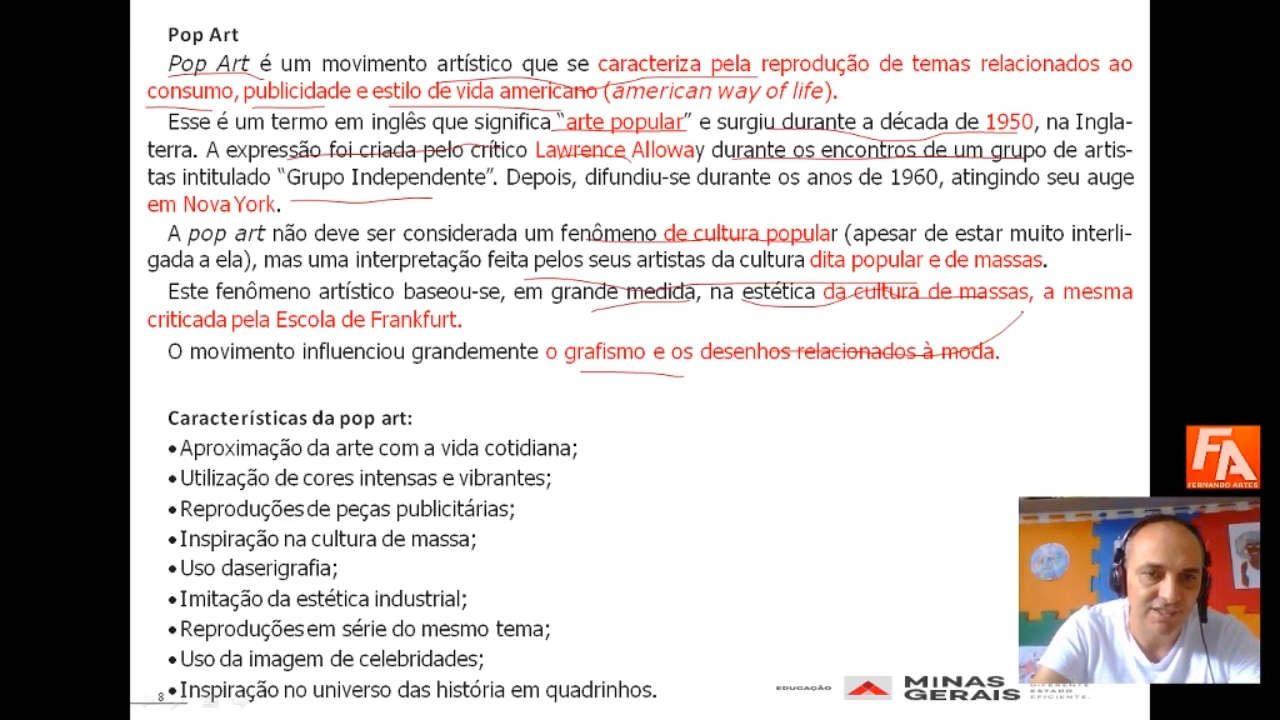 Pop Art
Pop Art é um movimento artístico que se caracteriza pela reprodução de temas relacionados ao
consumo, publicidade e estilo de vida americano (american way of life).
Esse é um termo em inglês que significa "arte popular" e surgiu durante a década de 1950, na Ingla-
terra. A expressão foi criada pelo crítico Lawrence Alloway durante os encontros de um grupo de artis-
tas intitulado "Grupo Independente". Depois, difundiu-se durante os anos de 1960, atingindo seu auge
em Nova York.
A pop art não deve ser considerada um fenômeno de cultura popular (apesar de estar muito interli-
gada a ela), mas uma interpretação feita pelos seus artistas da cultura dita popular e de massas.
Este fenômeno artístico baseou-se, em grande medida, na estética da cultura de massas, a mesma
criticada pela Escola de Frankfurt.
O movimento influenciou grandemente o grafismo e os desenhos relacionados à moda.
Características da pop art:
•Aproximação da arte com a vida cotidiana;
•Utilização de cores intensas e vibrantes;
•Reproduções de peças publicitárias;
•Inspiração na cultura de massa;
•Uso daserigrafia;
•Imitação da estética industrial;
•Reproduções em série do mesmo tema;
•Uso da imagem de celebridades;
•Inspiração no universo das história em quadrinhos.
8
EDUCAÇÃO
MINAS
GERAIS
DIFERENTE.
ESTADO
EFICIENTE.
FA
FERNANDO ARTES